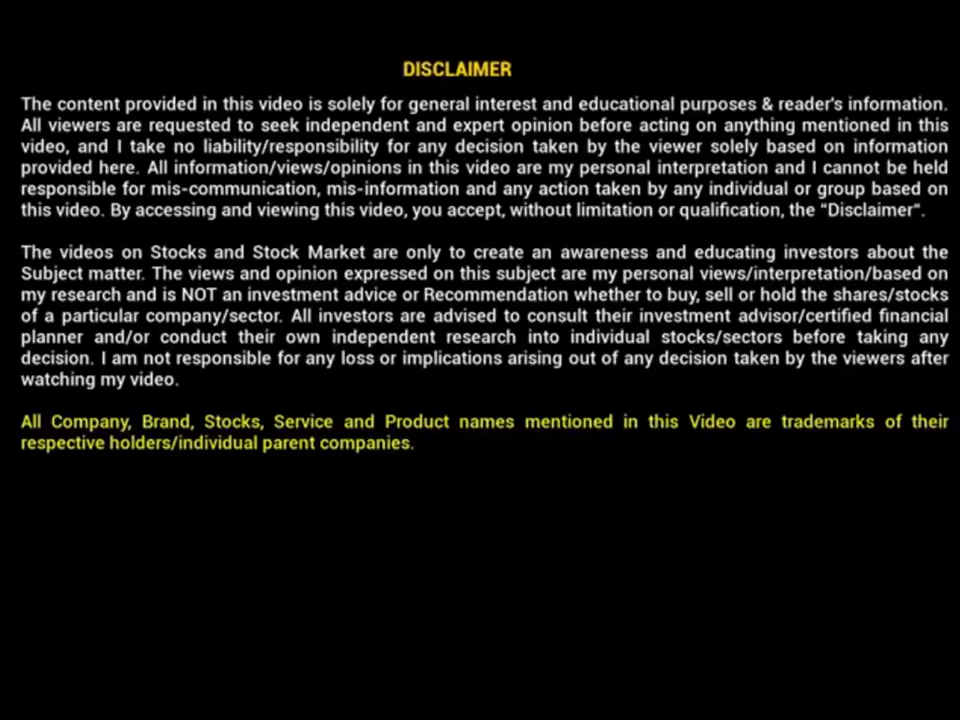 DISCLAIMER
The content provided in this video is solely for general interest and educational purposes & reader's information.
All viewers are requested to seek independent and expert opinion before acting on anything mentioned in this
video, and I take no liability/responsibility for any decision taken by the viewer solely based on information
provided here. All information/views/opinions in this video are my personal interpretation and I cannot be held
responsible for mis-communication, mis-information and any action taken by any individual or group based on
this video. By accessing and viewing this video, you accept, without limitation or qualification, the "Disclaimer".
The videos on Stocks and Stock Market are only to create an awareness and educating investors about the
Subject matter. The views and opinion expressed on this subject are my personal views/interpretation/based on
my research and is NOT an investment advice or Recommendation whether to buy, sell or hold the shares/stocks
of a particular company/sector. All investors are advised to consult their investment advisor/certified financial
planner and/or conduct their own independent research into individual stocks/sectors before taking any
decision. I am not responsible for any loss or implications arising out of any decision taken by the viewers after
watching my video.
All Company, Brand, Stocks, Service and Product names mentioned in this Video are trademarks of their
respective holders/individual parent companies.